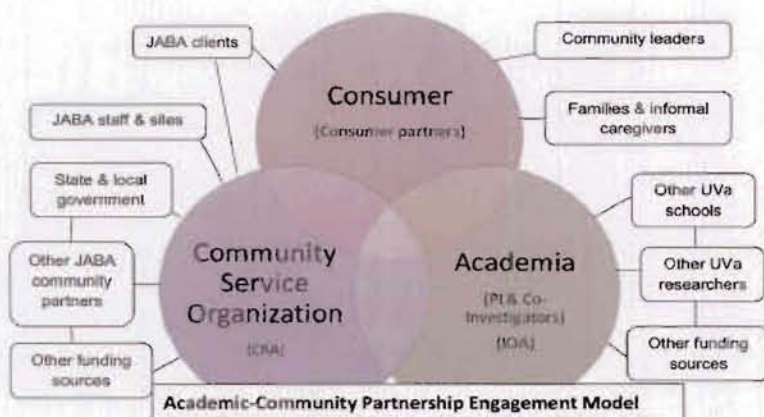 JABA clients
Community leaders
Consumer
(Consumer partners)
JABA staff & sites
Families & informal
caregivers
State & local
government
Other UVa
schools
Other JABA
community
partners
Community
Service
Organization
Academia
(PI & Co-
Investigators)
(IOA)
Other UVa
researchers
Other funding
sources
Other funding
sources
Academic-Community Partnership Engagement Model